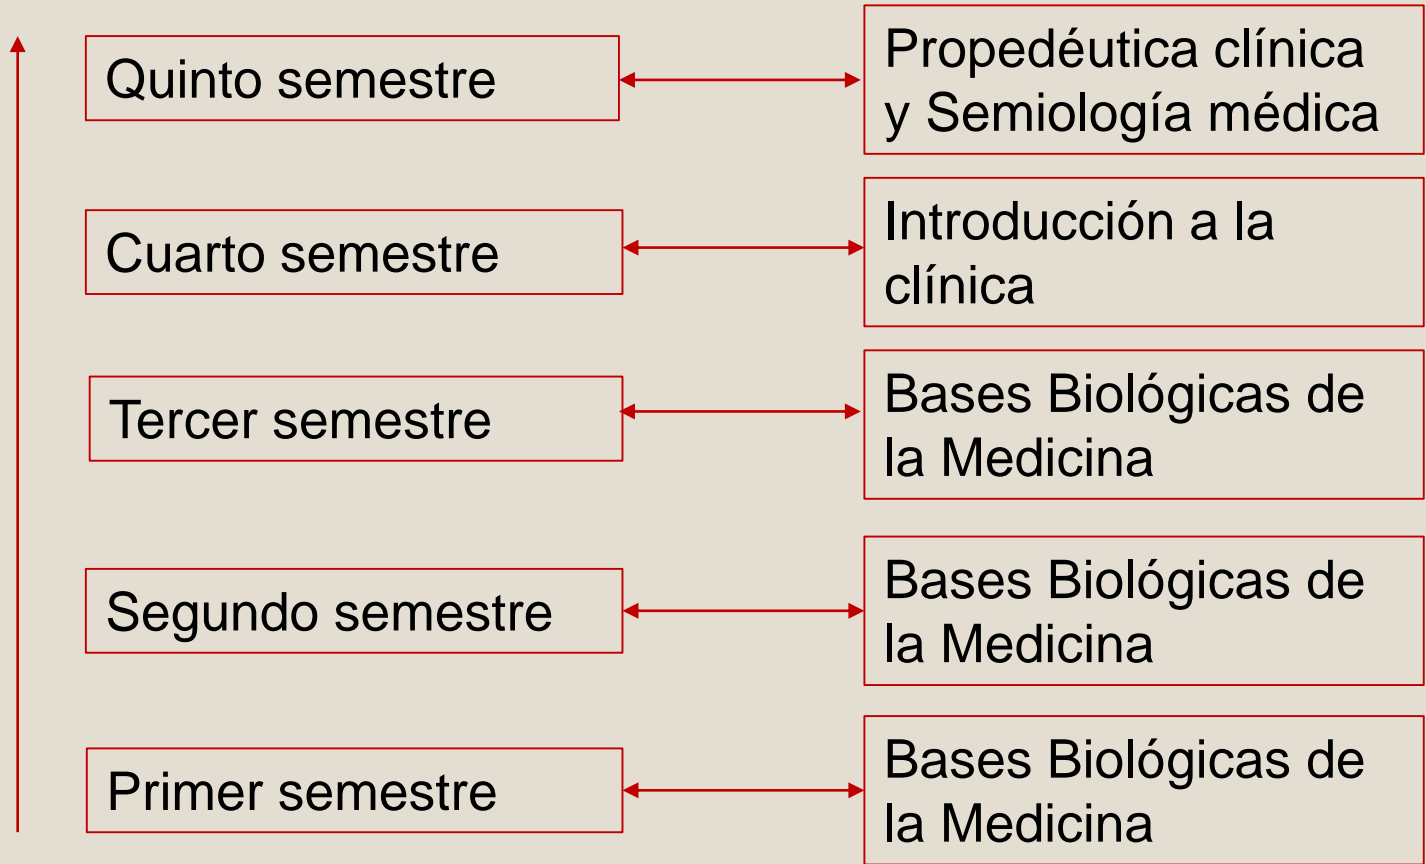 Quinto semestre
Propedéutica clínica
y Semiología médica
Cuarto semestre
Introducción a la
clínica
Tercer semestre
Bases Biológicas de
la Medicina
Segundo semestre
Bases Biológicas de
la Medicina
Primer semestre
Bases Biológicas de
la Medicina